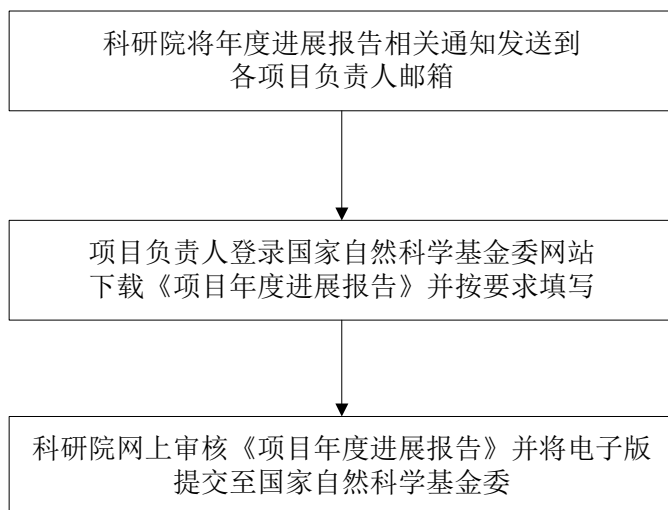 科研院将年度进展报告相关通知发送到
各项目负责人邮箱
项目负责人登录国家自然科学基金委网站
下载《项目年度进展报告》并按要求填写
科研院网上审核《项目年度进展报告》并将电子版
提交至国家自然科学基金委